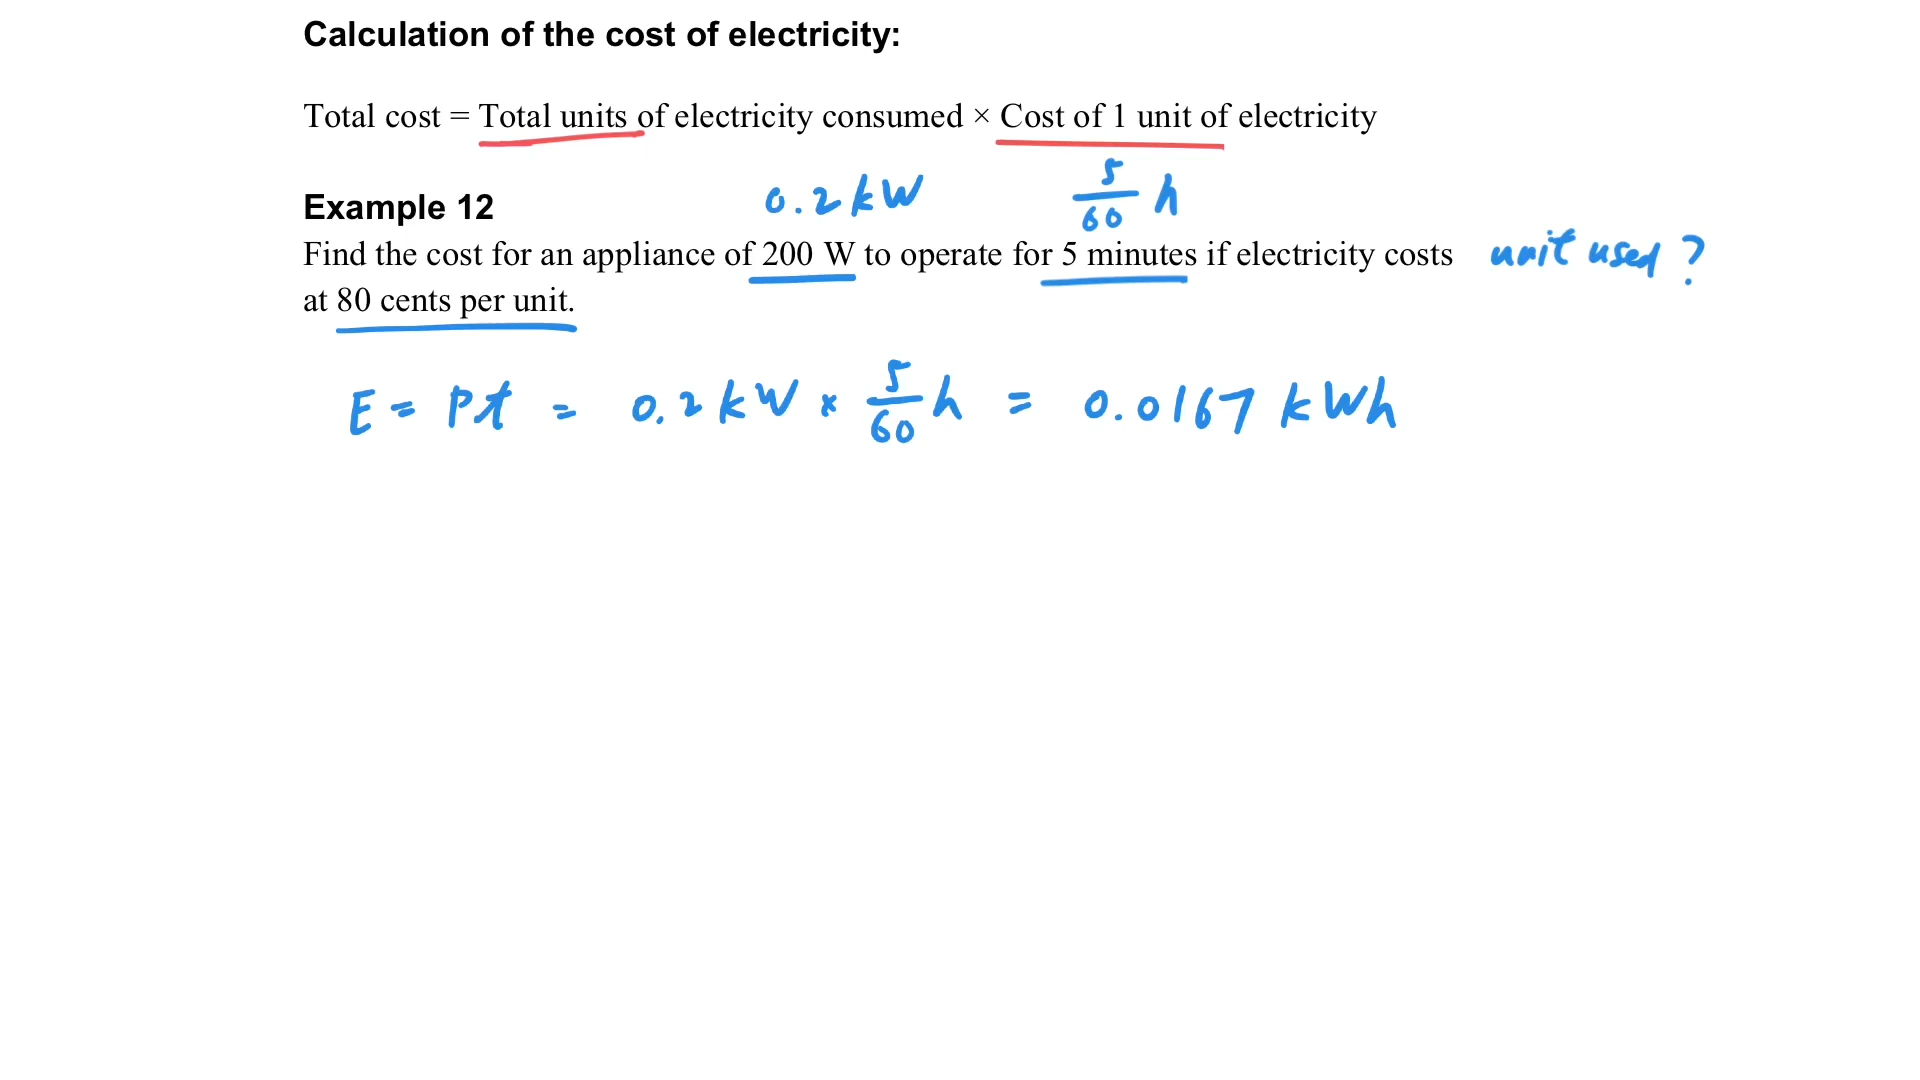 Calculation of the cost of electricity:
Total cost = Total units of electricity consumed × Cost of 1 unit of electricity
0.2 kW 5/60 h
Example 12
Find the cost for an appliance of 200 W to operate for 5 minutes if electricity costs unit used ?
at 80 cents per unit.
E = Pt = 0.2 kW × 5/60 h = 0.0167 kWh